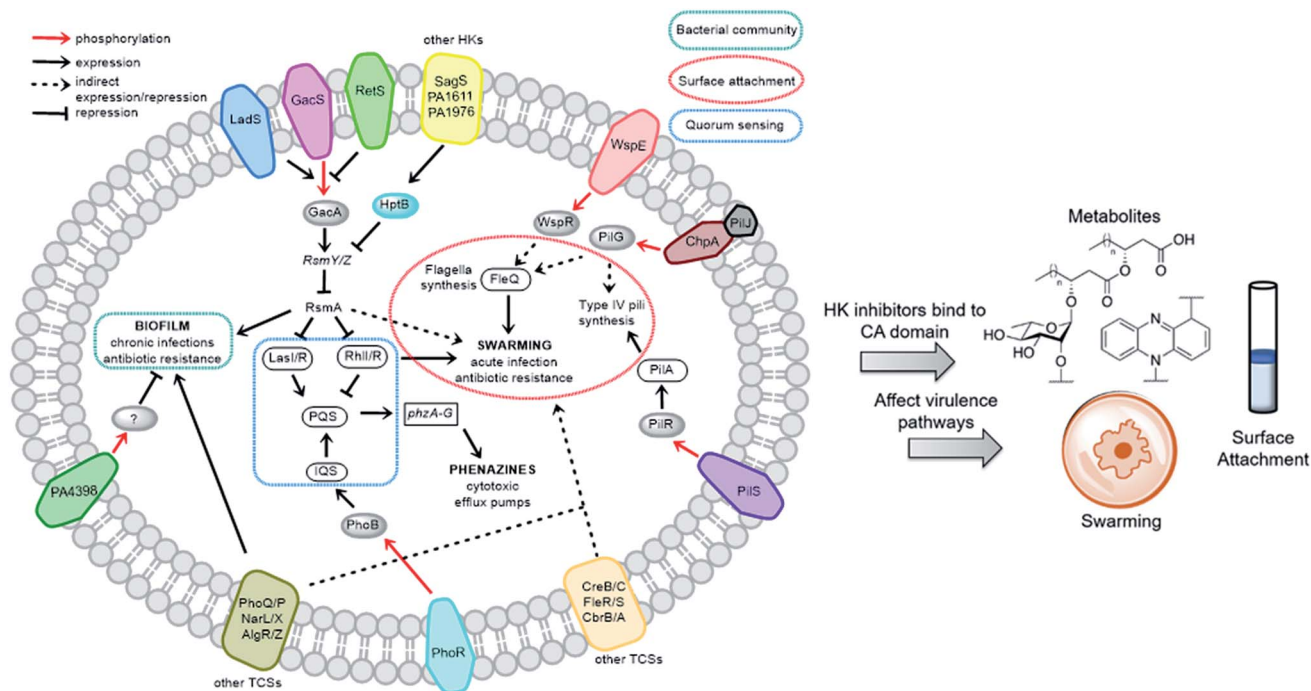 phosphorylation
expression
indirect
expression/repression
repression
other HKs
Bacterial community
Surface attachment
Quorum sensing
LadS
GacS
RetS
SagS
PA1611
PA1976
WspE
GacA
HptB
WspR
PilG
ChpA
PilJ
RsmY/Z
Flagella
synthesis
FleQ
Type IV pili
synthesis
RsmA
BIOFILM
chronic infections
antibiotic resistance
LasI/R
RhlI/R
SWARMING
acute infection
antibiotic resistance
PilA
?
PQS
phzA-G
PilR
IQS
PHENAZINES
cytotoxic
efflux pumps
PA4398
PilS
PhoB
PhoQ/P
NarL/X
AlgR/Z
other TCSs
PhoR
CreB/C
FleR/S
CbrB/A
other TCSs
HK inhibitors bind to
CA domain
Affect virulence
pathways
Metabolites
OH
O
n
O
O
n
O
O
HO
HO
O
N
N
Swarming
Surface
Attachment